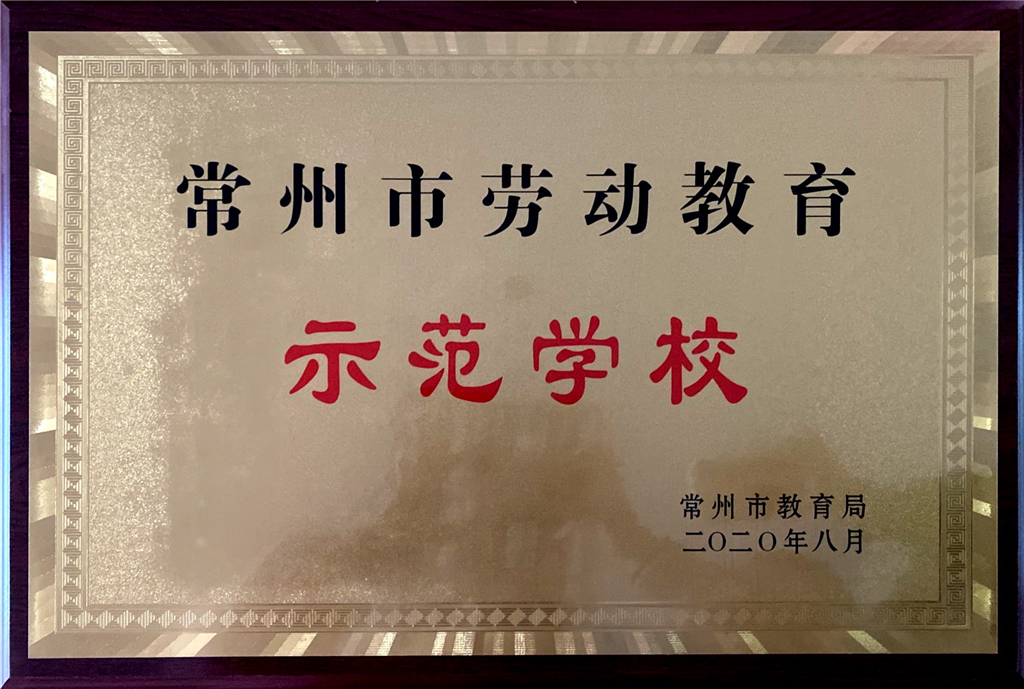 常州市劳动教育
示范学校
常州市教育局
二〇二〇年八月